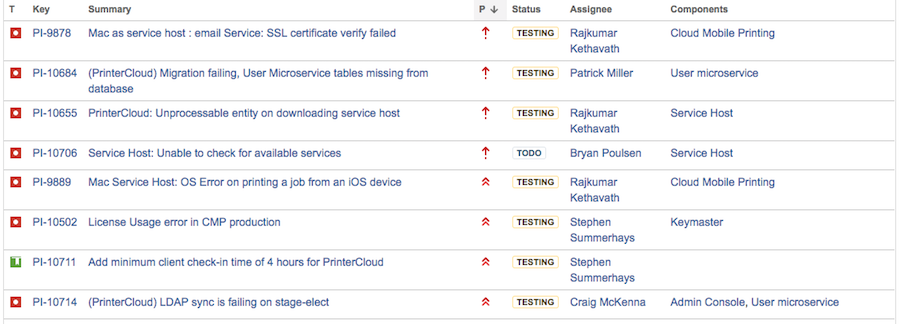 T Key Summary P Status Assignee Components
PI-9878 Mac as service host : email Service: SSL certificate verify failed TESTING Rajkumar Cloud Mobile Printing
Kethavath
PI-10684 (PrinterCloud) Migration failing, User Microservice tables missing from TESTING Patrick Miller User microservice
database
PI-10655 PrinterCloud: Unprocessable entity on downloading service host TESTING Rajkumar Service Host
Kethavath
PI-10706 Service Host: Unable to check for available services TODO Bryan Poulsen Service Host
PI-9889 Mac Service Host: OS Error on printing a job from an iOS device TESTING Rajkumar Cloud Mobile Printing
Kethavath
PI-10502 License Usage error in CMP production TESTING Stephen Keymaster
Summerhays
PI-10711 Add minimum client check-in time of 4 hours for PrinterCloud TESTING Stephen
Summerhays
PI-10714 (PrinterCloud) LDAP sync is failing on stage-elect TESTING Craig McKenna Admin Console, User microservice